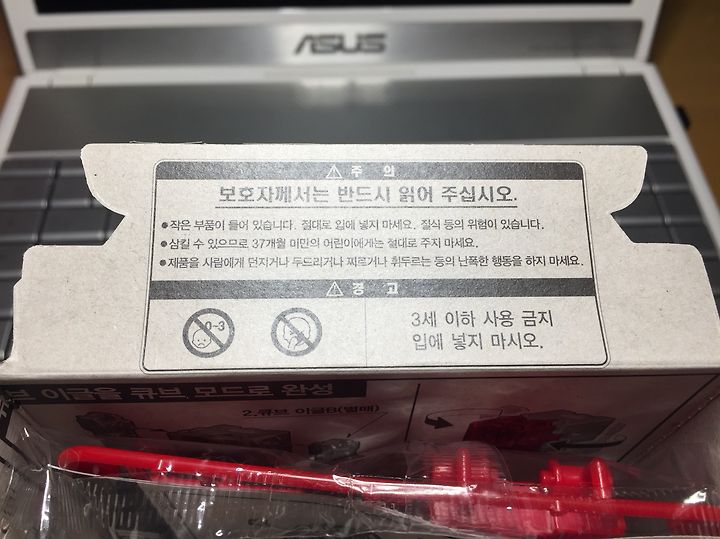 ASUS
⚠ 주 의
보호자께서는 반드시 읽어 주십시오.
●작은 부품이 들어 있습니다. 절대로 입에 넣지 마세요. 질식 등의 위험이 있습니다.
●삼킬 수 있으므로 37개월 미만의 어린이에게는 절대로 주지 마세요.
●제품을 사람에게 던지거나 두드리거나 찌르거나 휘두르는 등의 난폭한 행동을 하지 마세요.
⚠ 경 고
0-3
3세 이하 사용 금지
입에 넣지 마시오.
브 이글을 큐브 모드로 완성
2.큐브 이글B(별매)